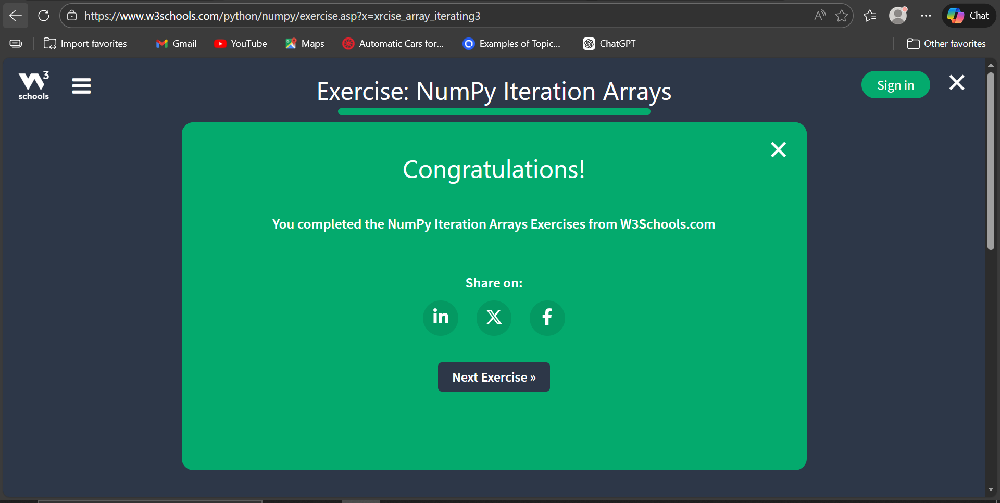 https://www.w3schools.com/python/numpy/exercise.asp?x=xrcise_array_iterating3
Chat
Import favorites
Gmail
YouTube
Maps
Automatic Cars for...
Examples of Topic...
ChatGPT
Other favorites
W3 schools
Exercise: NumPy Iteration Arrays
Sign in
Congratulations!
You completed the NumPy Iteration Arrays Exercises from W3Schools.com
Share on:
in
X
f
Next Exercise »